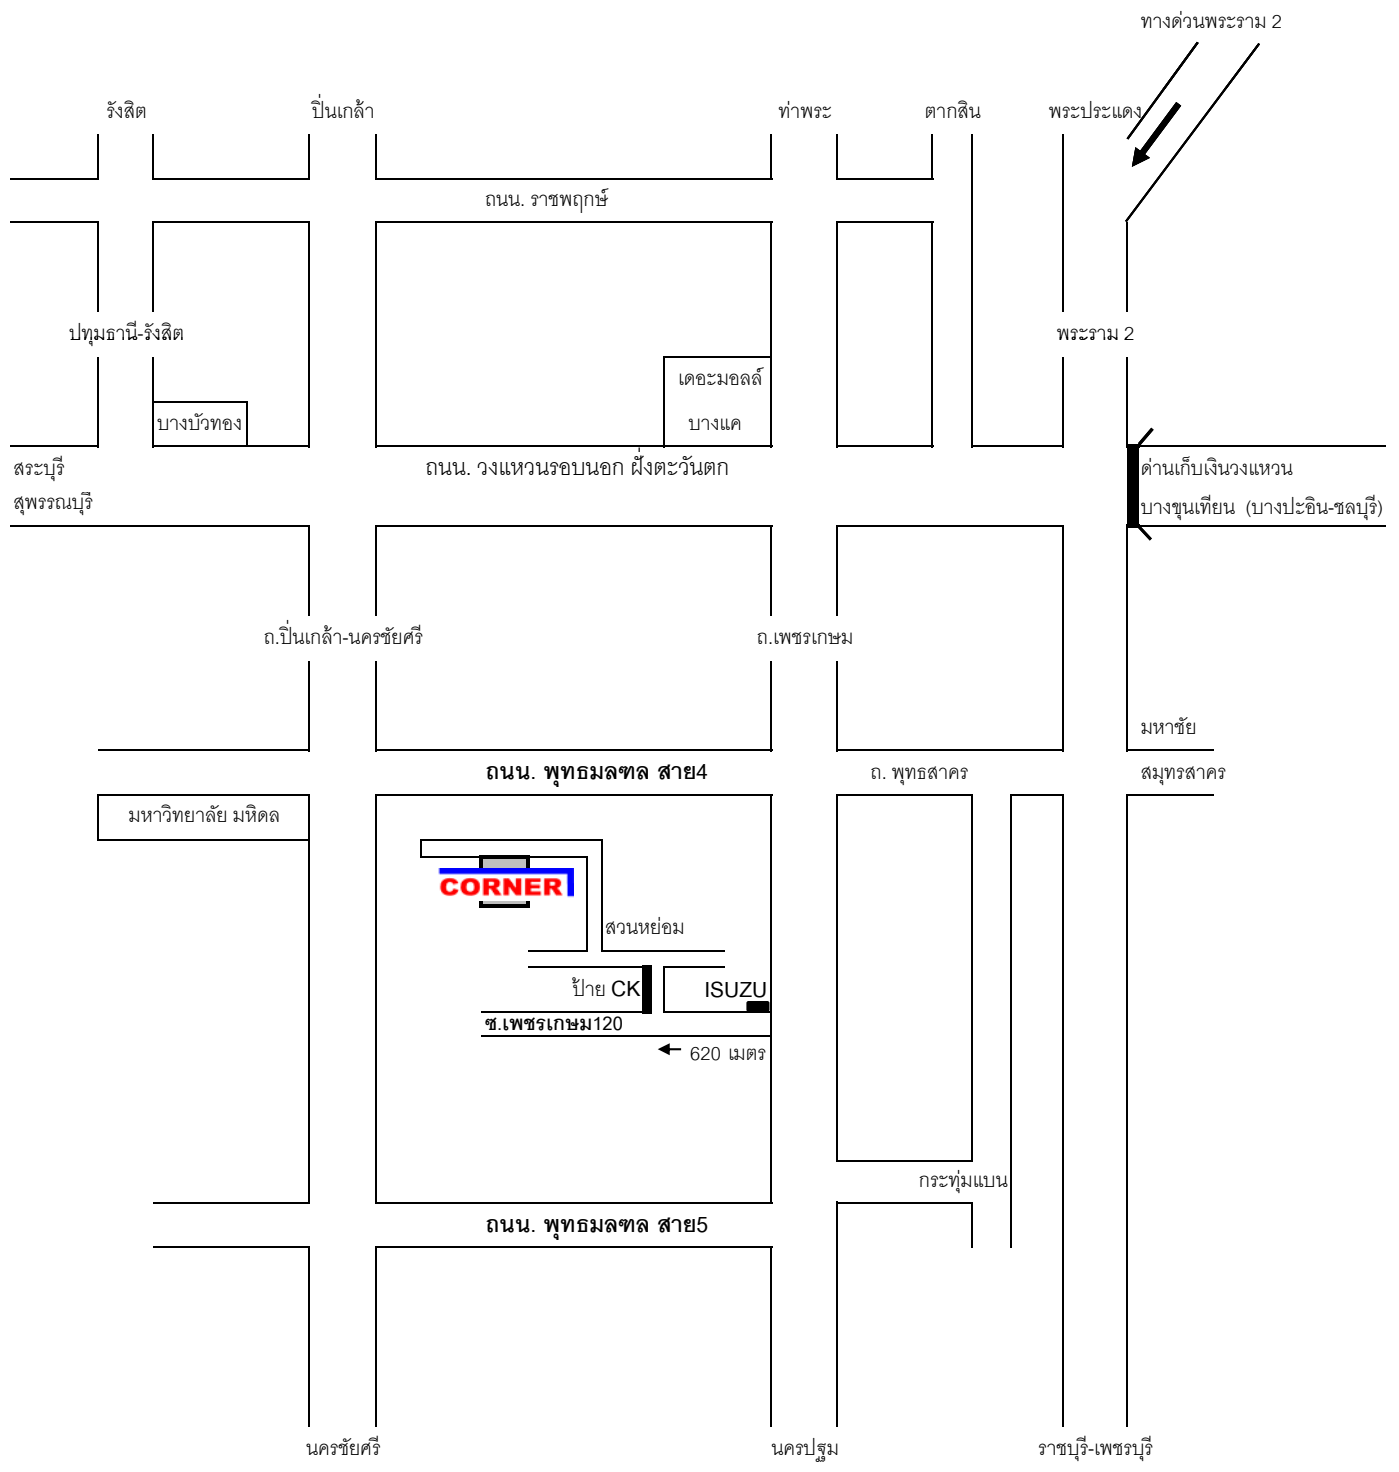 ทางด่วนพระราม 2
รังสิต
ปิ่นเกล้า
ท่าพระ
ตากสิน
พระประแดง
ถนน. ราชพฤกษ์
ปทุมธานี-รังสิต
พระราม 2
เดอะมอลล์
บางบัวทอง
บางแค
สระบุรี
ถนน. วงแหวนรอบนอก ฝั่งตะวันตก
ด่านเก็บเงินวงแหวน
สุพรรณบุรี
บางขุนเทียน (บางปะอิน-ชลบุรี)
ถ.ปิ่นเกล้า-นครชัยศรี
ถ.เพชรเกษม
มหาชัย
ถนน. พุทธมลฑล สาย4
ถ. พุทธสาคร
สมุทรสาคร
มหาวิทยาลัย มหิดล
CORNER
สวนหย่อม
ป้าย CK
ISUZU
ซ.เพชรเกษม120
620 เมตร
กระทุ่มแบน
ถนน. พุทธมลฑล สาย5
นครชัยศรี
นครปฐม
ราชบุรี-เพชรบุรี